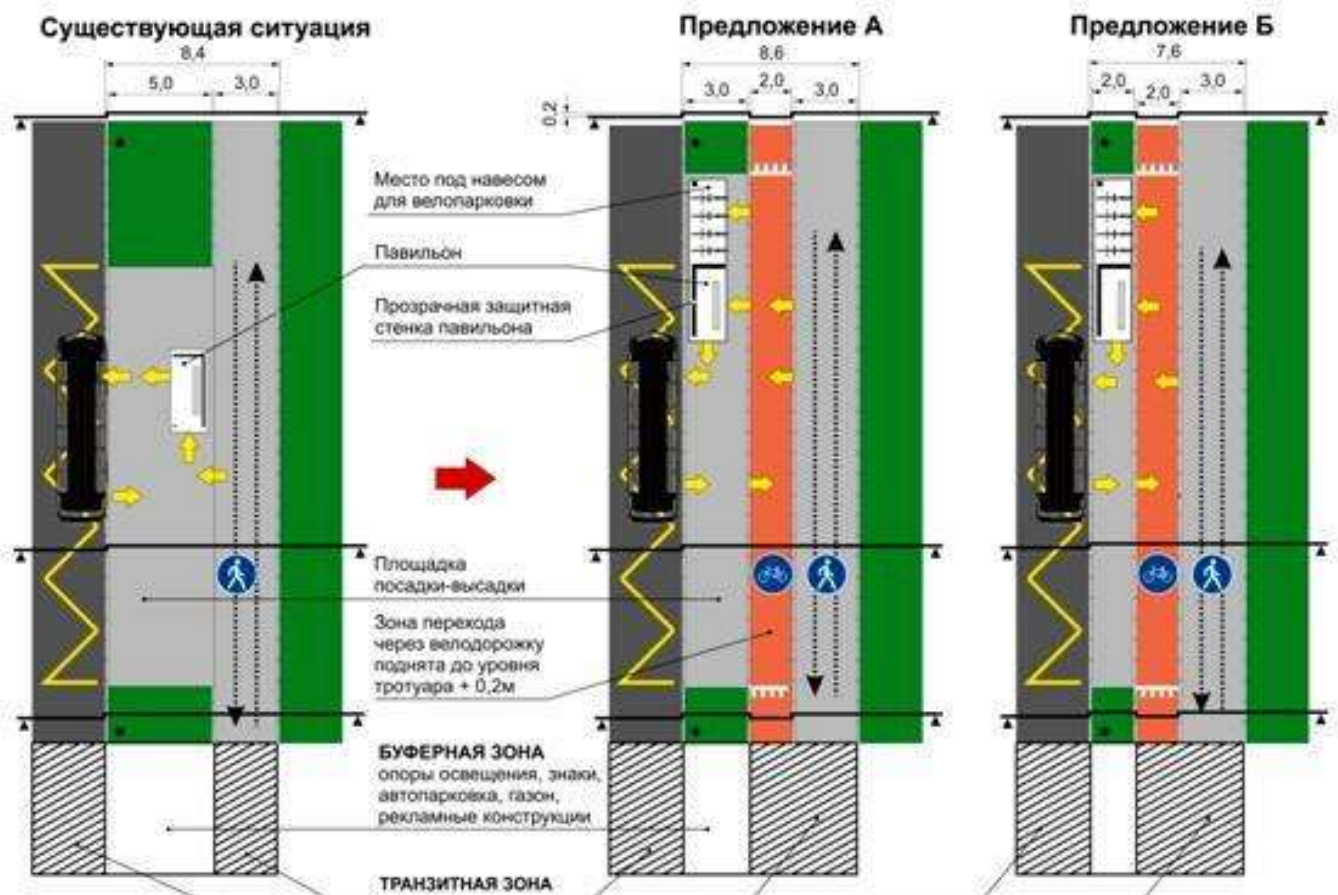 Существующая ситуация
8,4
5,0
3,0
Предложение А
8,6
3,0
2,0
3,0
0,2
Предложение Б
7,6
2,0
2,0
3,0
Место под навесом
для велопарковки
Павильон
Прозрачная защитная
стенка павильона
Площадка
посадки-высадки
Зона перехода
через велодорожку
поднята до уровня
тротуара + 0,2м
БУФЕРНАЯ ЗОНА
опоры освещения, знаки,
автопарковка, газон,
рекламные конструкции
ТРАНЗИТНАЯ ЗОНА